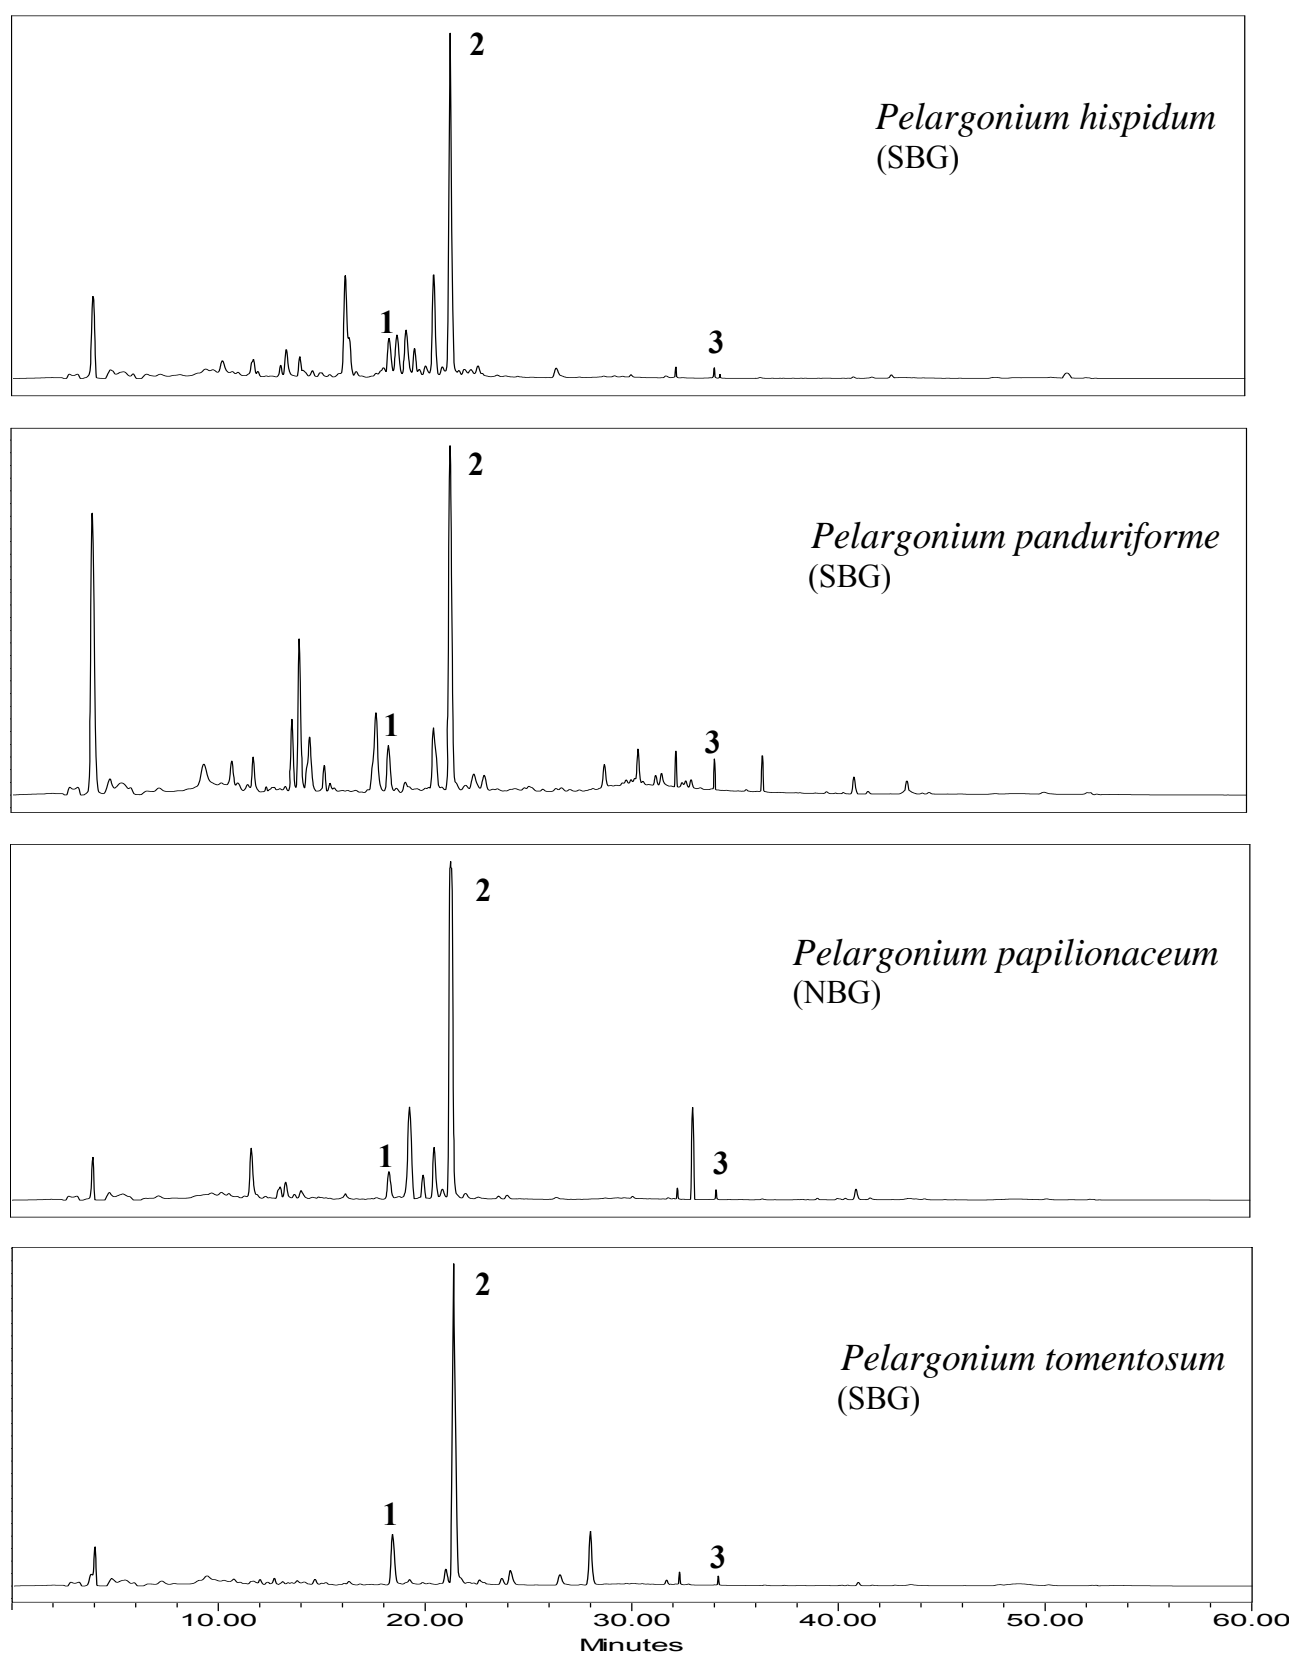 2
Pelargonium hispidum
(SBG)
1
3
2
Pelargonium panduriforme
(SBG)
1
3
2
Pelargonium papilionaceum
(NBG)
1
3
2
Pelargonium tomentosum
(SBG)
1
3
10.00 20.00 30.00 40.00 50.00 60.00
Minutes